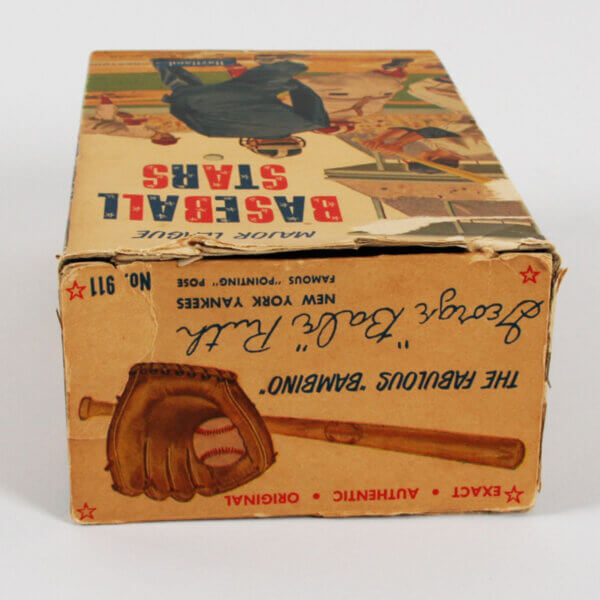 Hartland
MAJOR LEAGUE
BASEBALL
STARS
EXACT • AUTHENTIC • ORIGINAL
THE FABULOUS "BAMBINO"
George "Babe" Ruth
NEW YORK YANKEES
FAMOUS "POINTING" POSE
No. 911